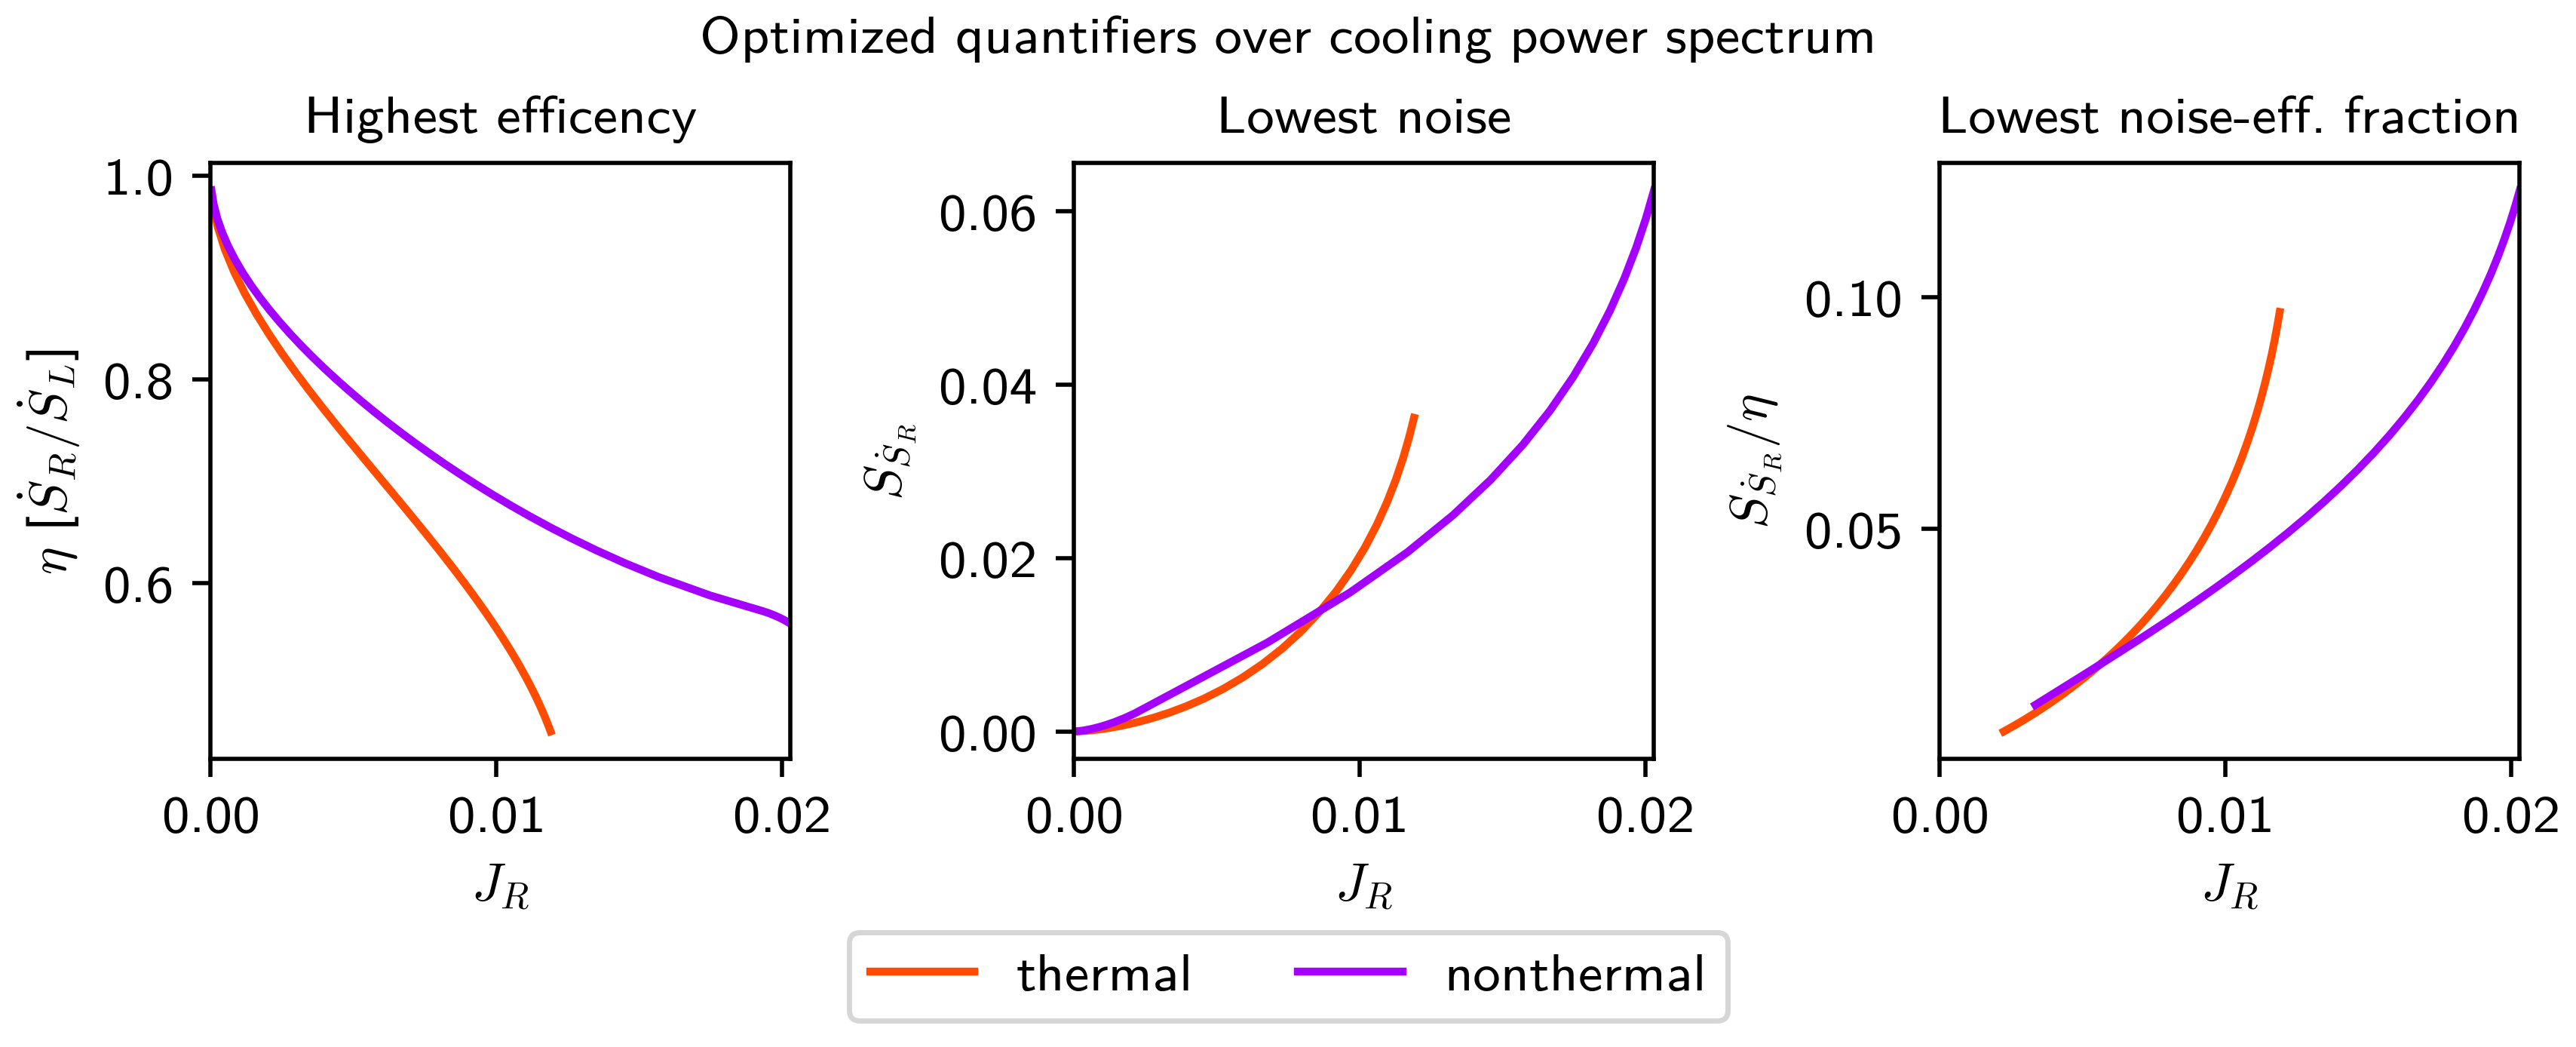 Optimized quantifiers over cooling power spectrum
Highest efficency
Lowest noise
Lowest noise-eff. fraction
η [Ṡ_R/Ṡ_L]
1.0
0.8
0.6
0.00 0.01 0.02
J_R
S_{Ṡ_R}
0.06
0.04
0.02
0.00
0.00 0.01 0.02
J_R
S_{Ṡ_R}/η
0.10
0.05
0.00 0.01 0.02
J_R
thermal
nonthermal